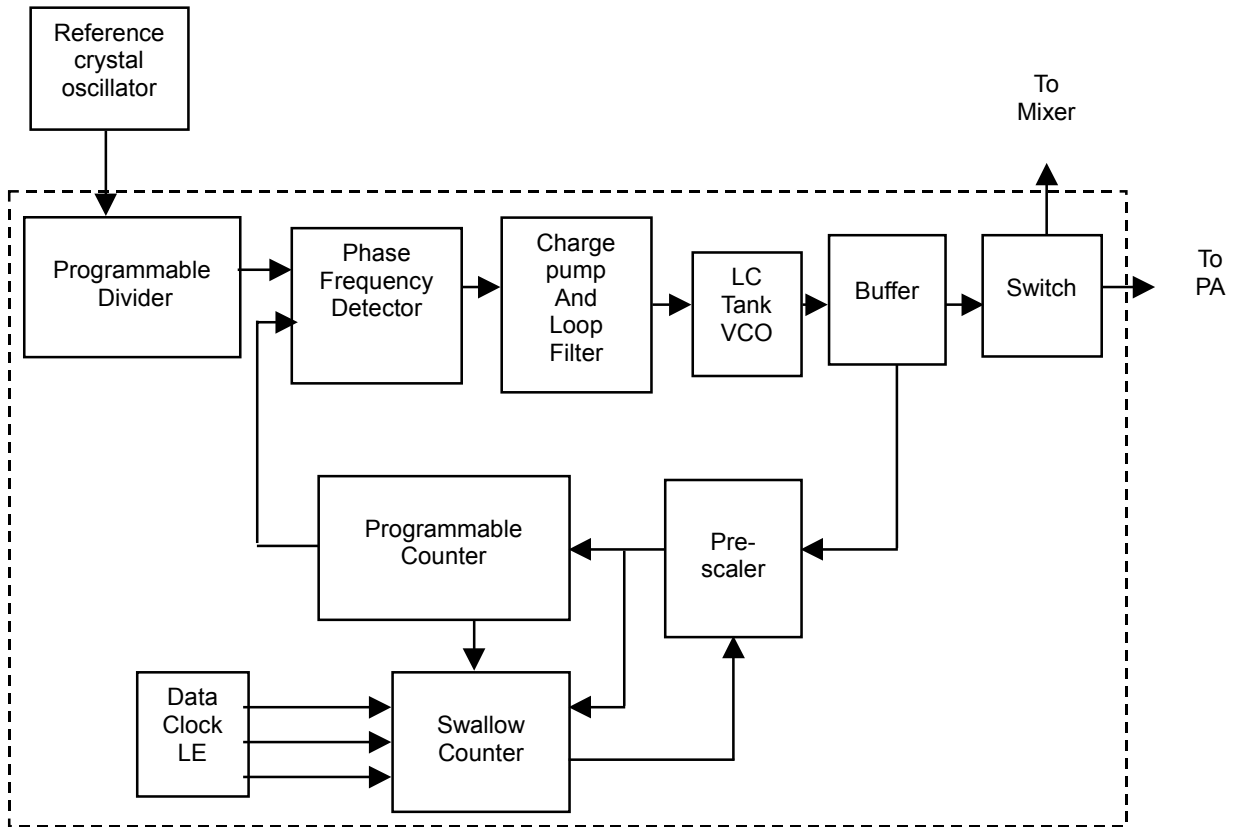 Reference
crystal
oscillator
To
Mixer
Programmable
Divider
Phase
Frequency
Detector
Charge
pump
And
Loop
Filter
LC
Tank
VCO
Buffer
Switch
To
PA
Programmable
Counter
Pre-
scaler
Data
Clock
LE
Swallow
Counter